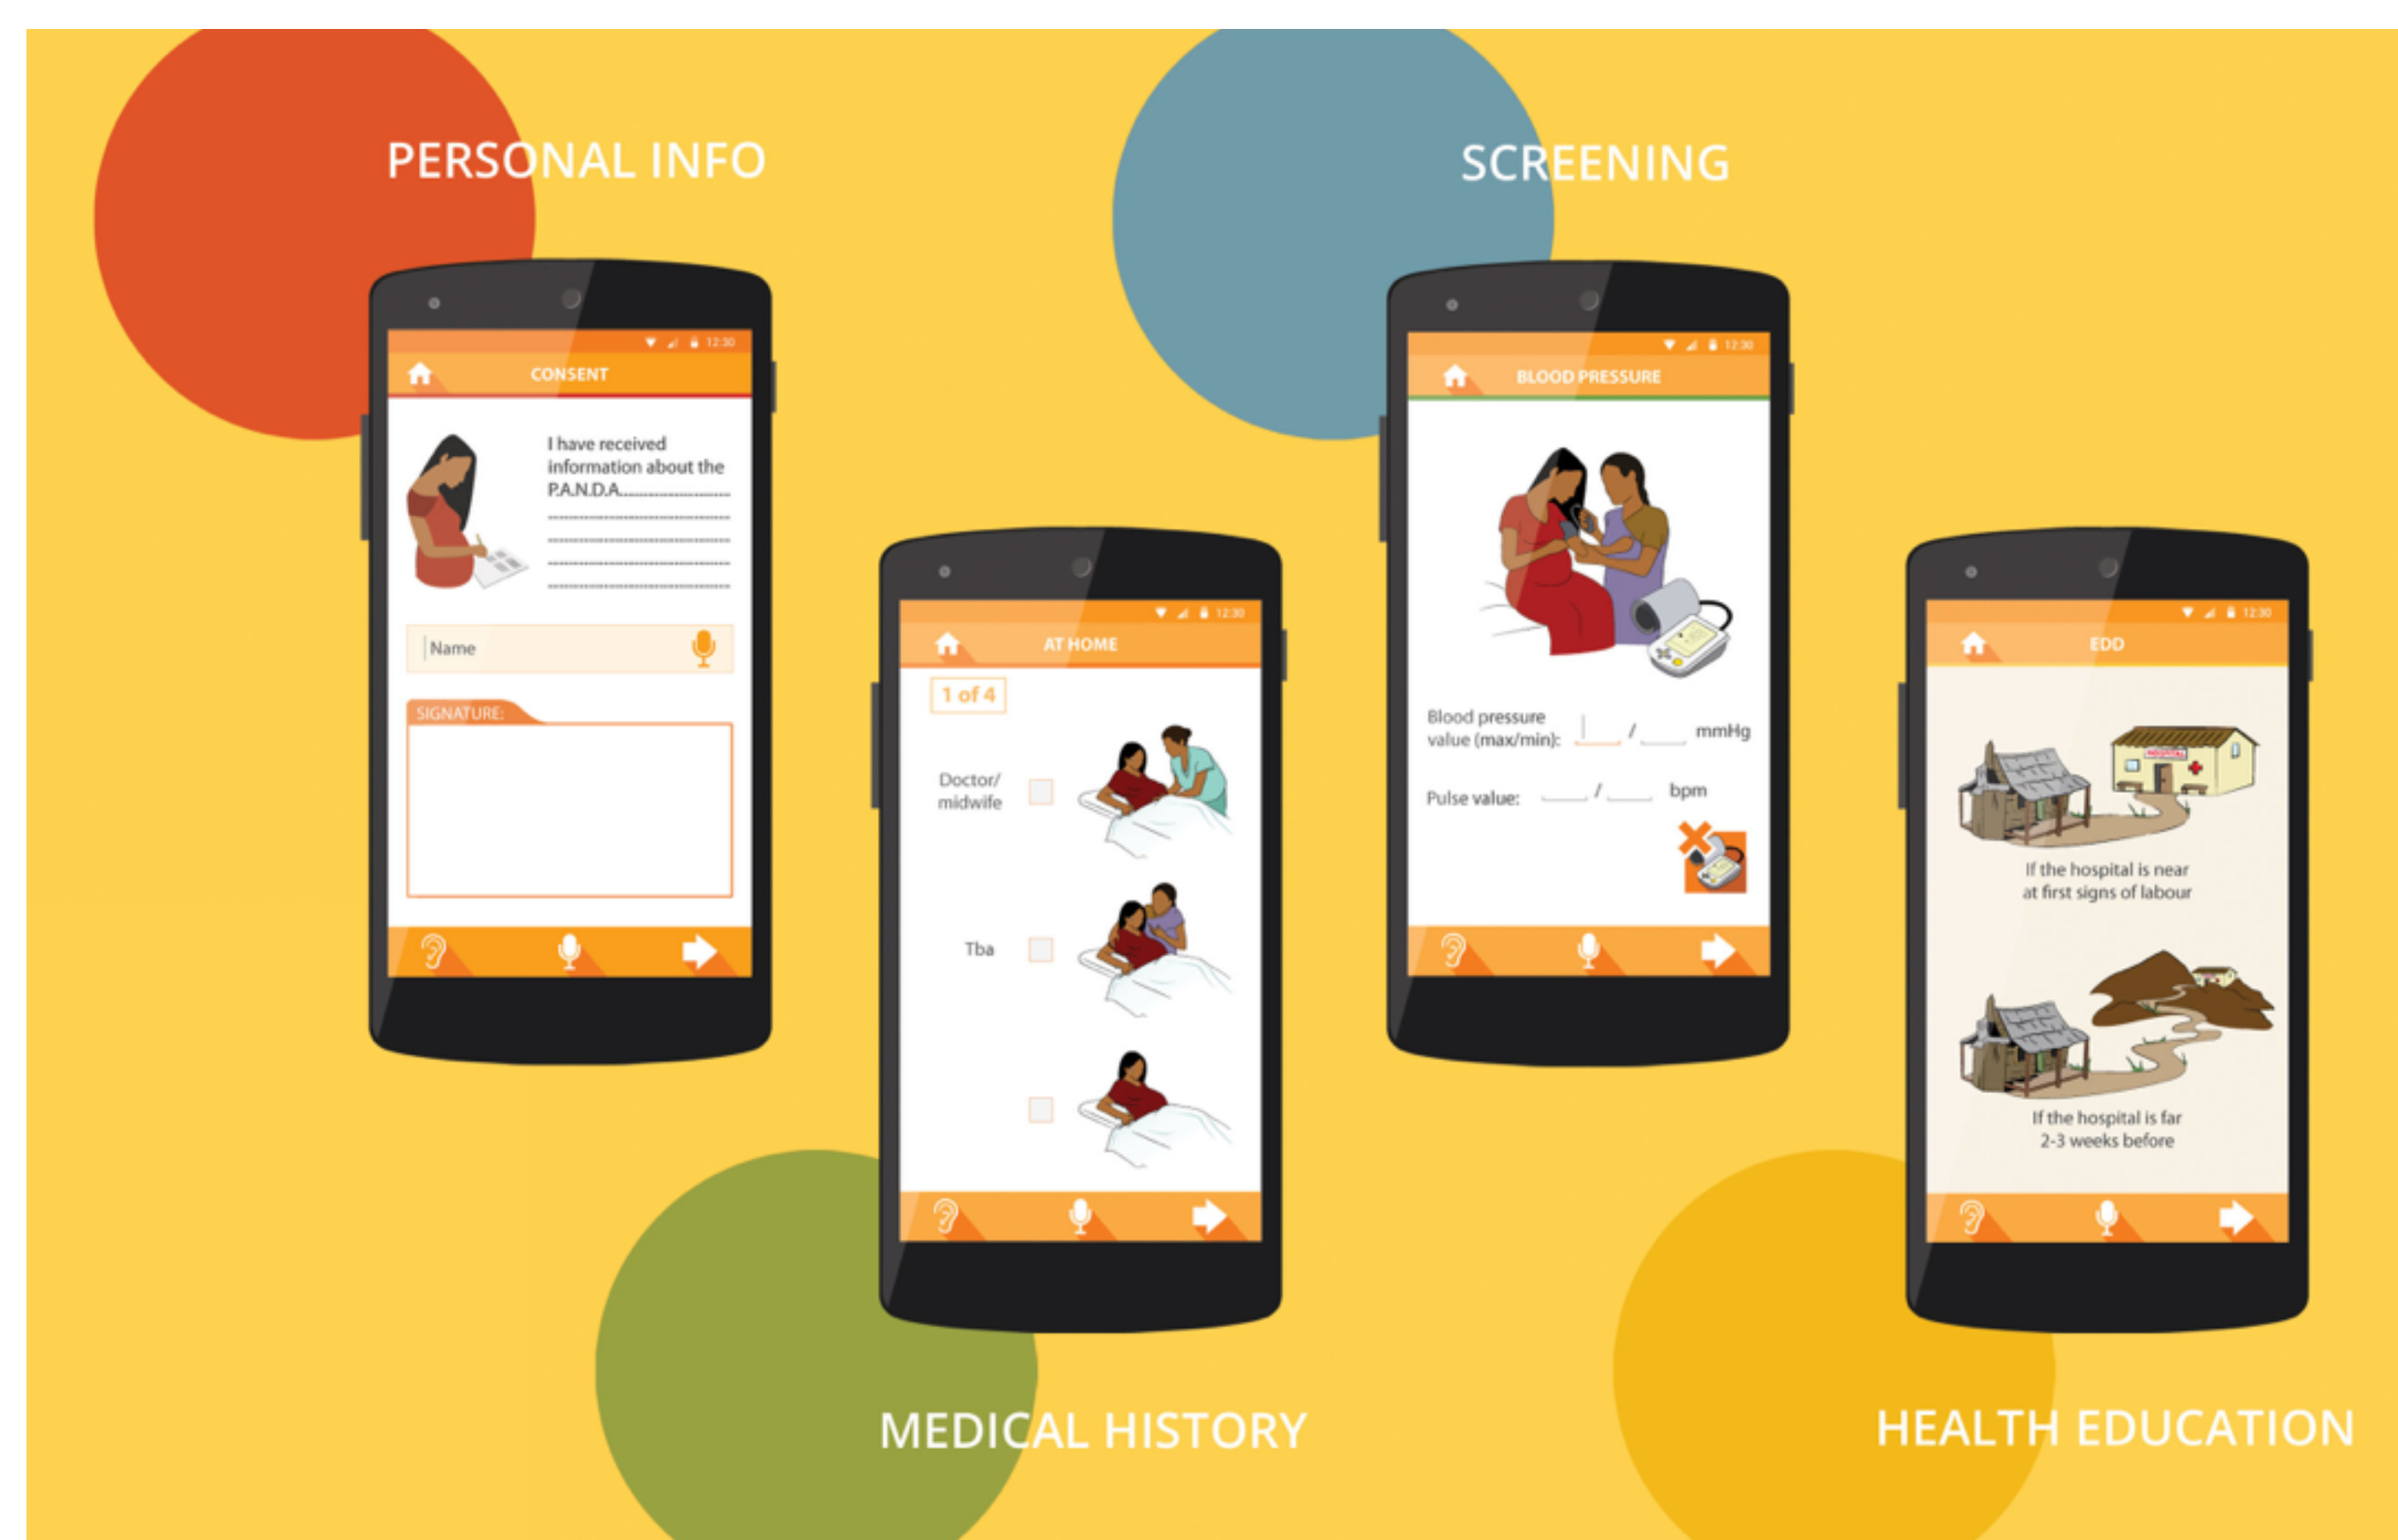 PERSONAL INFO
12:30
CONSENT
I have received
information about the
P.A.N.D.A.
Name
SIGNATURE:
12:30
AT HOME
1 of 4
Doctor/
midwife
Tba
MEDICAL HISTORY
SCREENING
12:30
BLOOD PRESSURE
Blood pressure
value (max/min): / mmHg
Pulse value: / bpm
12:30
EDD
HOSPITAL
If the hospital is near
at first signs of labour
If the hospital is far
2-3 weeks before
HEALTH EDUCATION